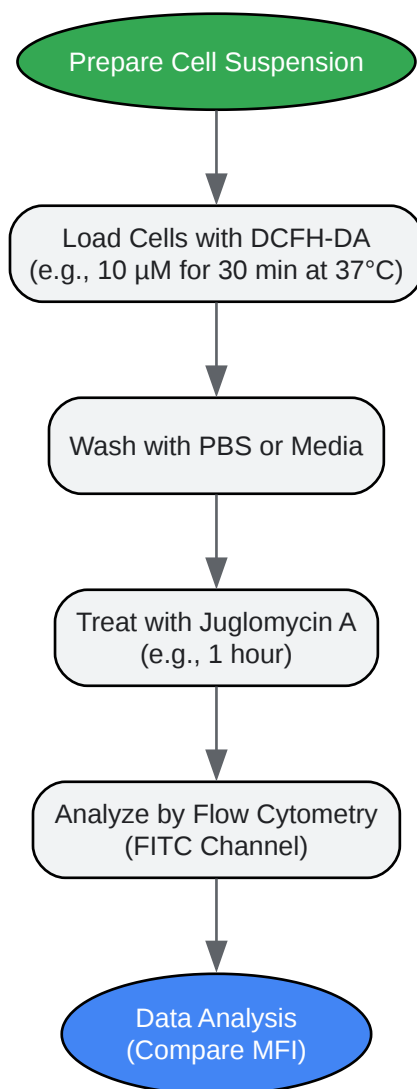 Prepare Cell Suspension
Load Cells with DCFH-DA
(e.g., 10 µM for 30 min at 37°C)
Wash with PBS or Media
Treat with Juglomycin A
(e.g., 1 hour)
Analyze by Flow Cytometry
(FITC Channel)
Data Analysis
(Compare MFI)